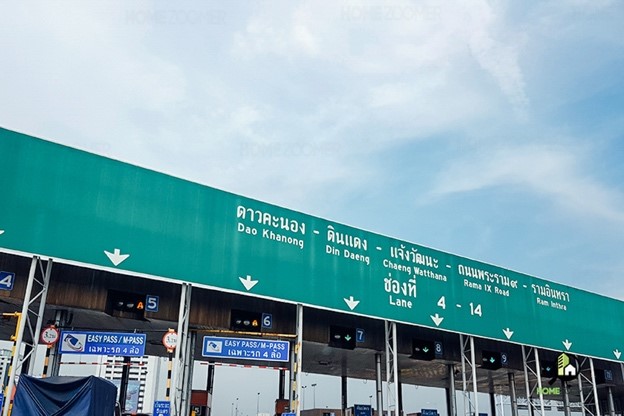 HOMEZOOMER
HOMEZOOMER
ดาวคะนอง - ดินแดง - แจ้งวัฒนะ - ถนนพระราม๙ - รามอินทรา
Dao Khanong Din Daeng Chaeng Watthana Rama IX Road Ram Inthra
ช่องที่
Lane 4 - 14
4
5
A 6
7
8
9
EASY PASS/M-PASS
เฉพาะรถ 4 ล้อ
EASY PASS/M-PASS
เฉพาะรถ 4 ล้อ
HOME